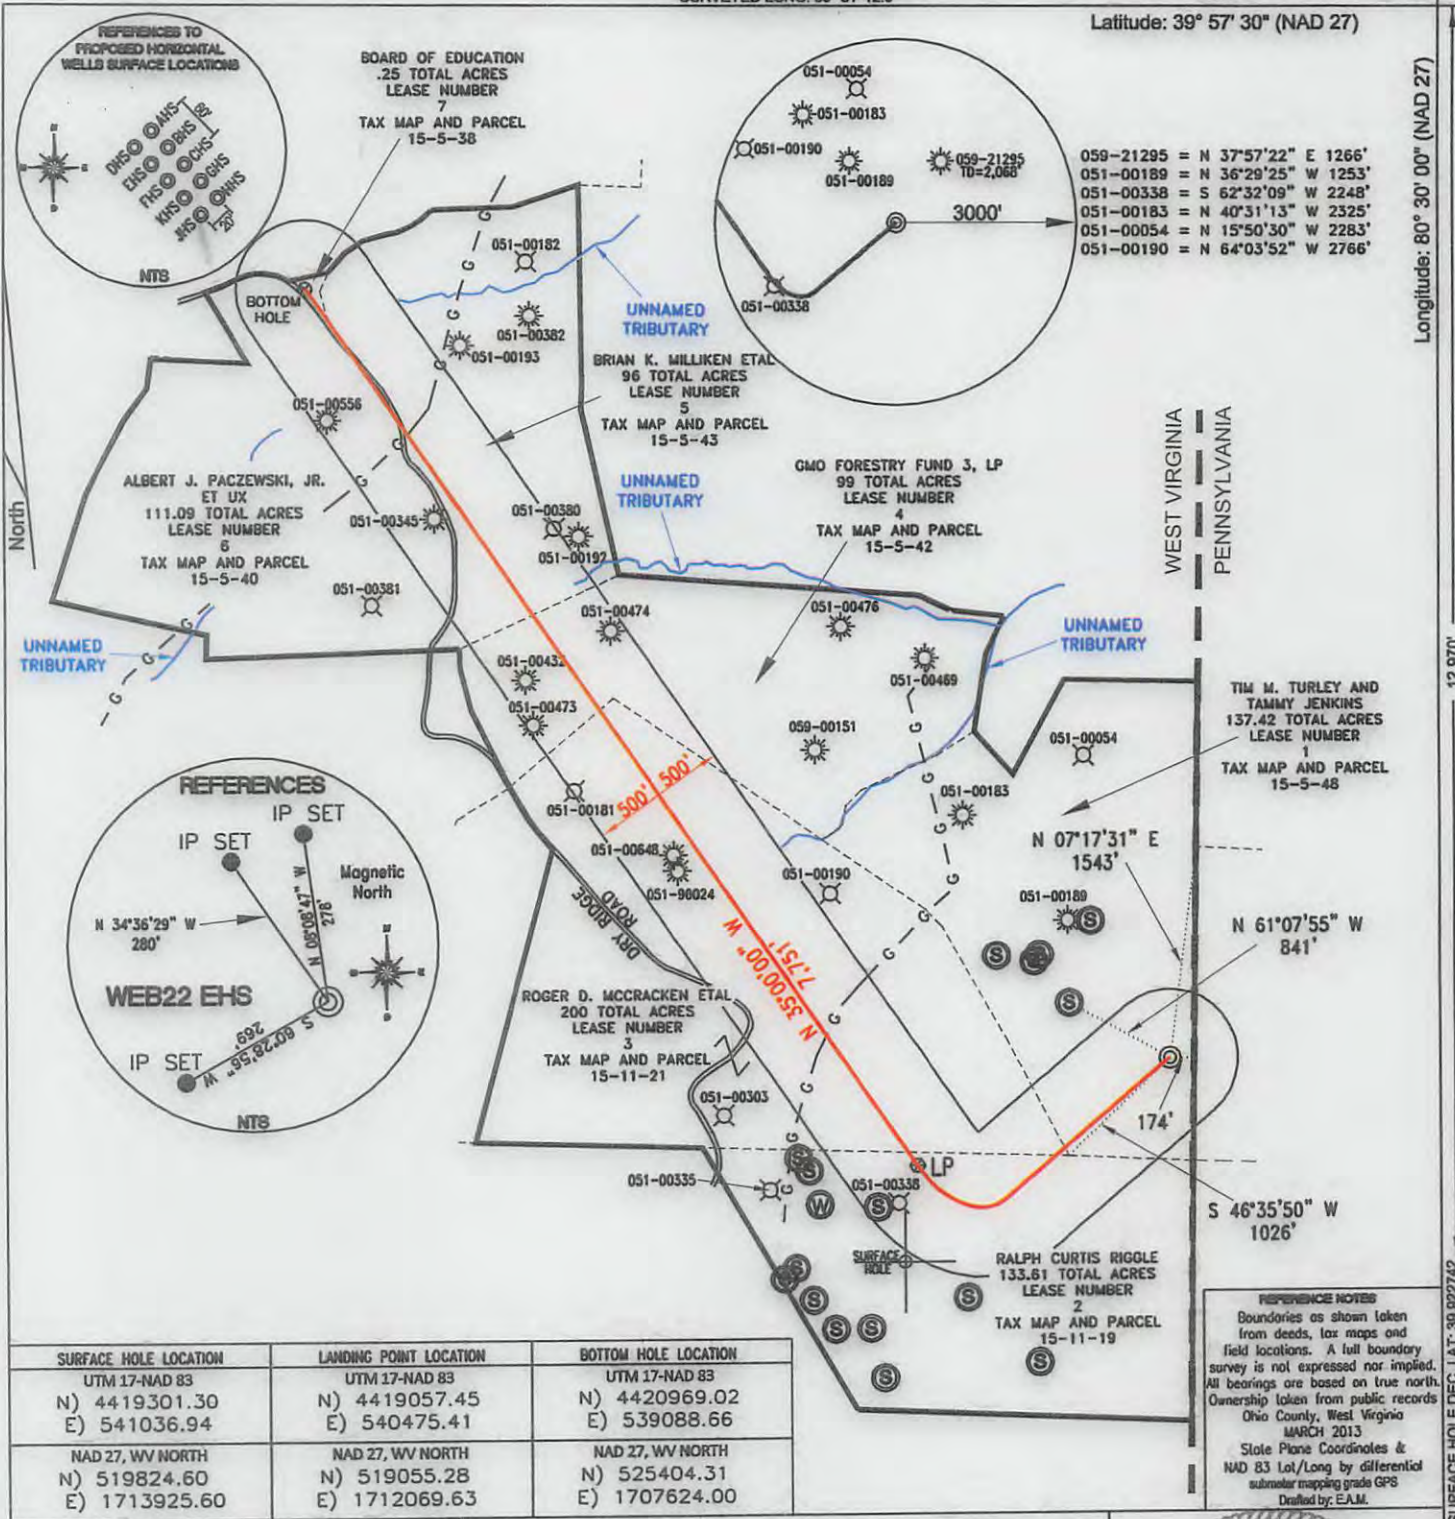 Latitude: 39° 57' 30" (NAD 27)
Longitude: 80° 30' 00" (NAD 27)
REFERENCES TO
PROPOSED HORIZONTAL
WELLS SURFACE LOCATIONS
DHS AHS
EHS BHS
FHS CHS
KHS GHS
JHS
20'
NTS
BOARD OF EDUCATION
.25 TOTAL ACRES
LEASE NUMBER
7
TAX MAP AND PARCEL
15-5-38
051-00054
051-00183
051-00190
051-00189
059-21295
TD=2,068'
3000'
051-00338
059-21295 = N 37°57'22" E 1266'
051-00189 = N 36°29'25" W 1253'
051-00338 = S 62°32'09" W 2248'
051-00183 = N 40°31'13" W 2325'
051-00054 = N 15°50'30" W 2283'
051-00190 = N 64°03'52" W 2766'
BOTTOM
HOLE
051-00182
051-00382
051-00193
UNNAMED
TRIBUTARY
BRIAN K. MILLIKEN ETAL
96 TOTAL ACRES
LEASE NUMBER
5
TAX MAP AND PARCEL
15-5-43
051-00556
ALBERT J. PACZEWSKI, JR.
ET UX
111.09 TOTAL ACRES
LEASE NUMBER
6
TAX MAP AND PARCEL
15-5-40
North
051-00345
051-00381
051-00380
051-00192
UNNAMED
TRIBUTARY
GMO FORESTRY FUND 3, LP
99 TOTAL ACRES
LEASE NUMBER
4
TAX MAP AND PARCEL
15-5-42
WEST VIRGINIA
PENNSYLVANIA
UNNAMED
TRIBUTARY
051-00474
051-00476
051-00432
051-00469
051-00473
059-00151
UNNAMED
TRIBUTARY
TIM M. TURLEY AND
TAMMY JENKINS
137.42 TOTAL ACRES
LEASE NUMBER
1
TAX MAP AND PARCEL
15-5-48
051-00054
051-00183
051-00181
500' 500'
051-00648
051-90024
051-00190
051-00189
N 07°17'31" E
1543'
N 61°07'55" W
841'
REFERENCES
IP SET
IP SET
Magnetic
North
N 34°36'29" W
280'
N 08°08'47" W
278'
WEB22 EHS
S 60°28'56" W
269'
IP SET
NTS
DRY RIDGE
ROAD
N 35°00'00" W
7,751'
ROGER D. MCCRACKEN ETAL
200 TOTAL ACRES
LEASE NUMBER
3
TAX MAP AND PARCEL
15-11-21
051-00303
051-00335
051-00338
LP
174'
S 46°35'50" W
1026'
SURFACE
HOLE
RALPH CURTIS RIGGLE
133.61 TOTAL ACRES
LEASE NUMBER
2
TAX MAP AND PARCEL
15-11-19
REFERENCE NOTES
Boundaries as shown taken
from deeds, tax maps and
field locations. A full boundary
survey is not expressed nor implied.
All bearings are based on true north.
Ownership taken from public records
Ohio County, West Virginia
MARCH 2013
State Plane Coordinates &
NAD 83 Lat/Long by differential
submeter mapping grade GPS
Drafted by: E.A.M.
SURFACE HOLE LOCATION LANDING POINT LOCATION BOTTOM HOLE LOCATION
UTM 17-NAD 83 UTM 17-NAD 83 UTM 17-NAD 83
N) 4419301.30 N) 4419057.45 N) 4420969.02
E) 541036.94 E) 540475.41 E) 539088.66
NAD 27, WV NORTH NAD 27, WV NORTH NAD 27, WV NORTH
N) 519824.60 N) 519055.28 N) 525404.31
E) 1713925.60 E) 1712069.63 E) 1707624.00